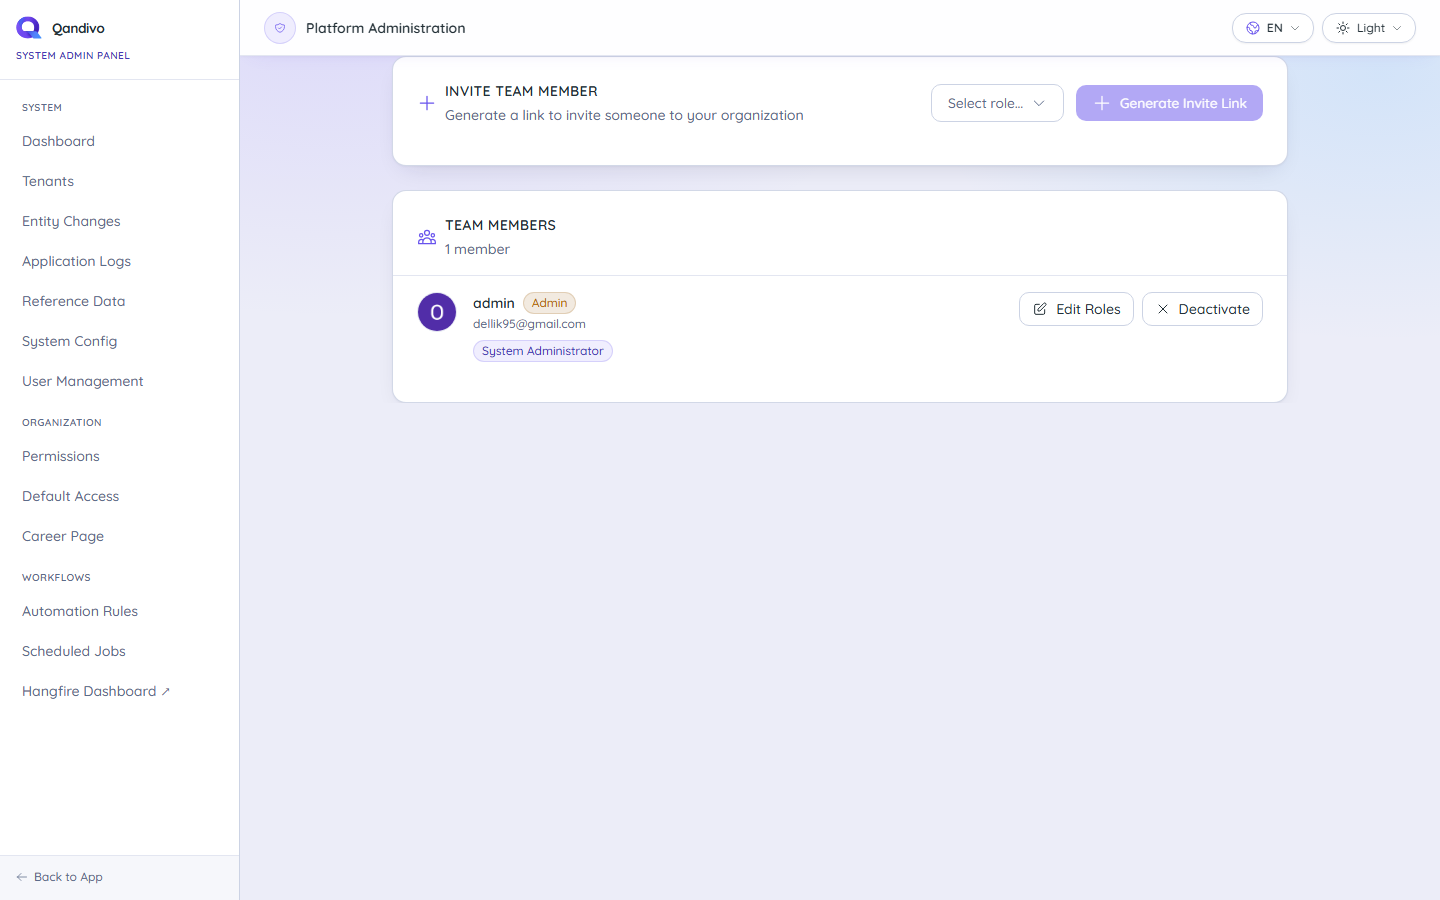 Qandivo
SYSTEM ADMIN PANEL
SYSTEM
Dashboard
Tenants
Entity Changes
Application Logs
Reference Data
System Config
User Management
ORGANIZATION
Permissions
Default Access
Career Page
WORKFLOWS
Automation Rules
Scheduled Jobs
Hangfire Dashboard ↗
← Back to App
Platform Administration
EN
Light
INVITE TEAM MEMBER
Generate a link to invite someone to your organization
Select role...
Generate Invite Link
TEAM MEMBERS
1 member
O
admin Admin
dellik95@gmail.com
System Administrator
Edit Roles
Deactivate